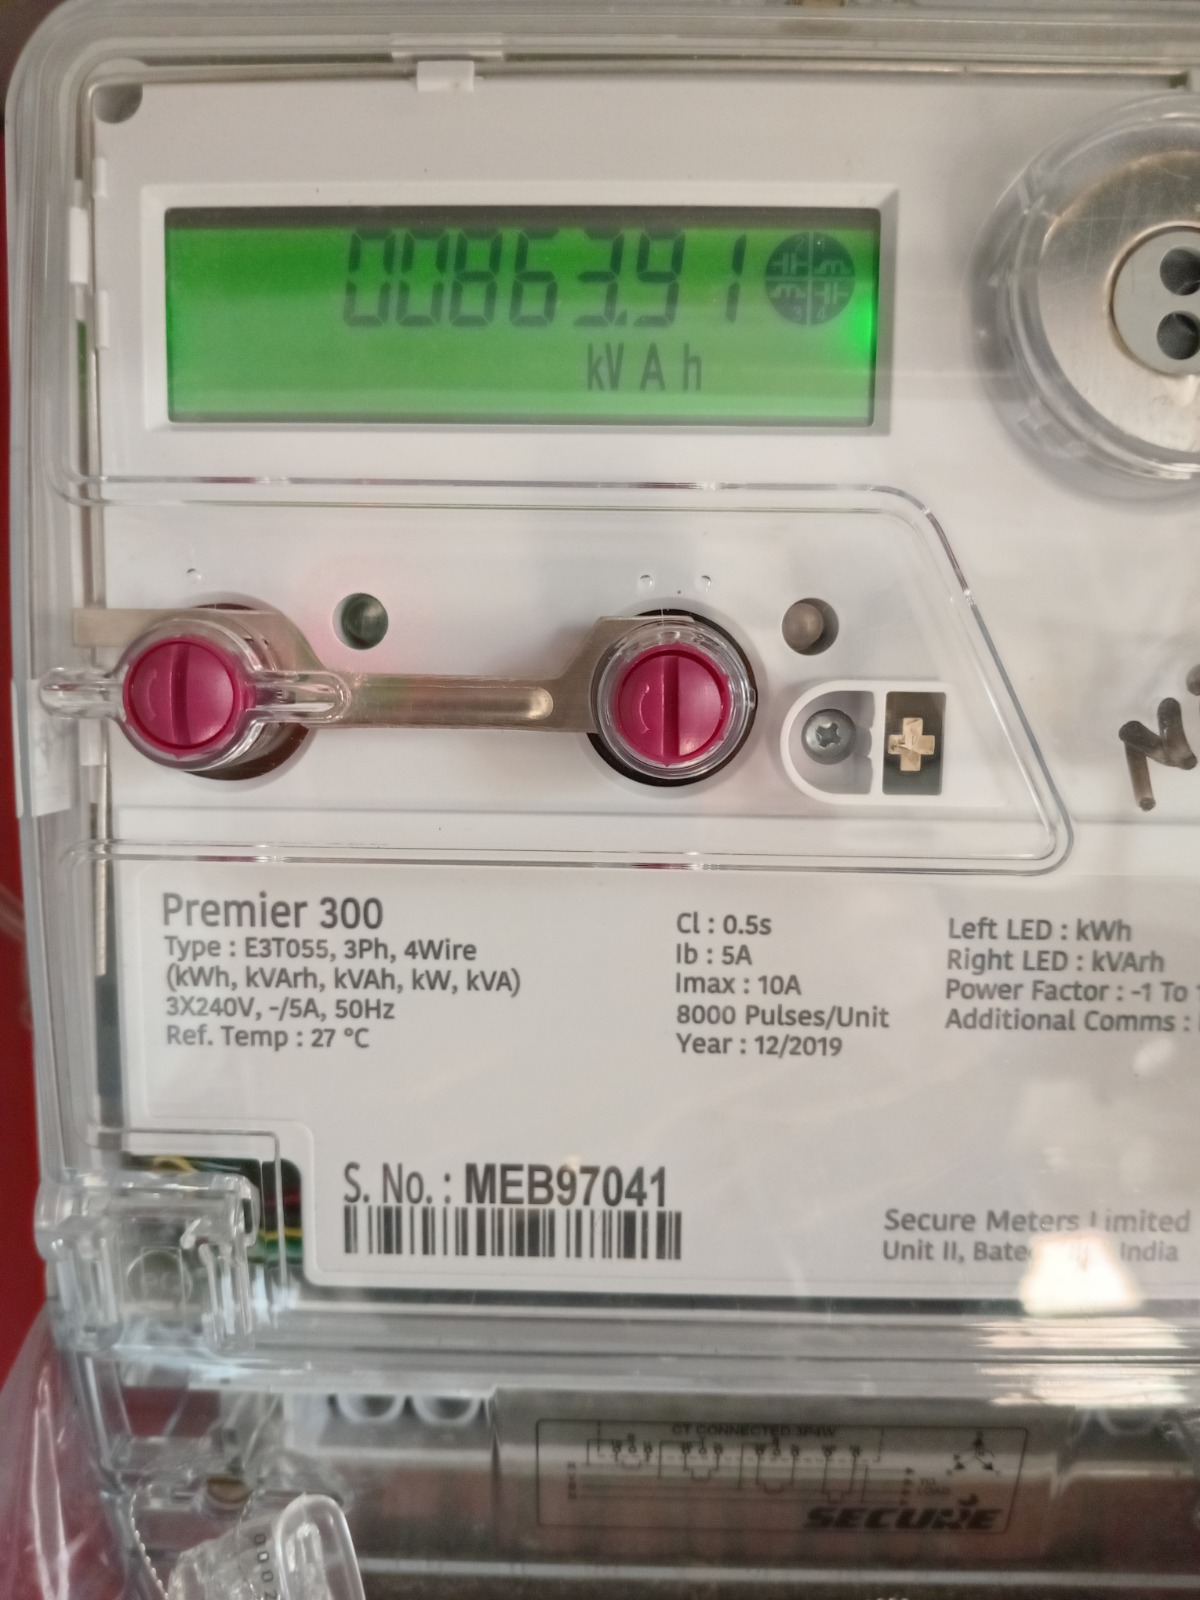 00863.91
kVAh
Premier 300
Type : E3T055, 3Ph, 4Wire
(kWh, kVArh, kVAh, kW, kVA)
3X240V, -/5A, 50Hz
Ref. Temp : 27 °C
Cl : 0.5s
Ib : 5A
Imax : 10A
8000 Pulses/Unit
Year : 12/2019
Left LED : kWh
Right LED : kVArh
Power Factor : -1 To
Additional Comms :
S. No. : MEB97041
Secure Meters Limited
Unit II, India
CT CONNECTED 3P4W
SECURE